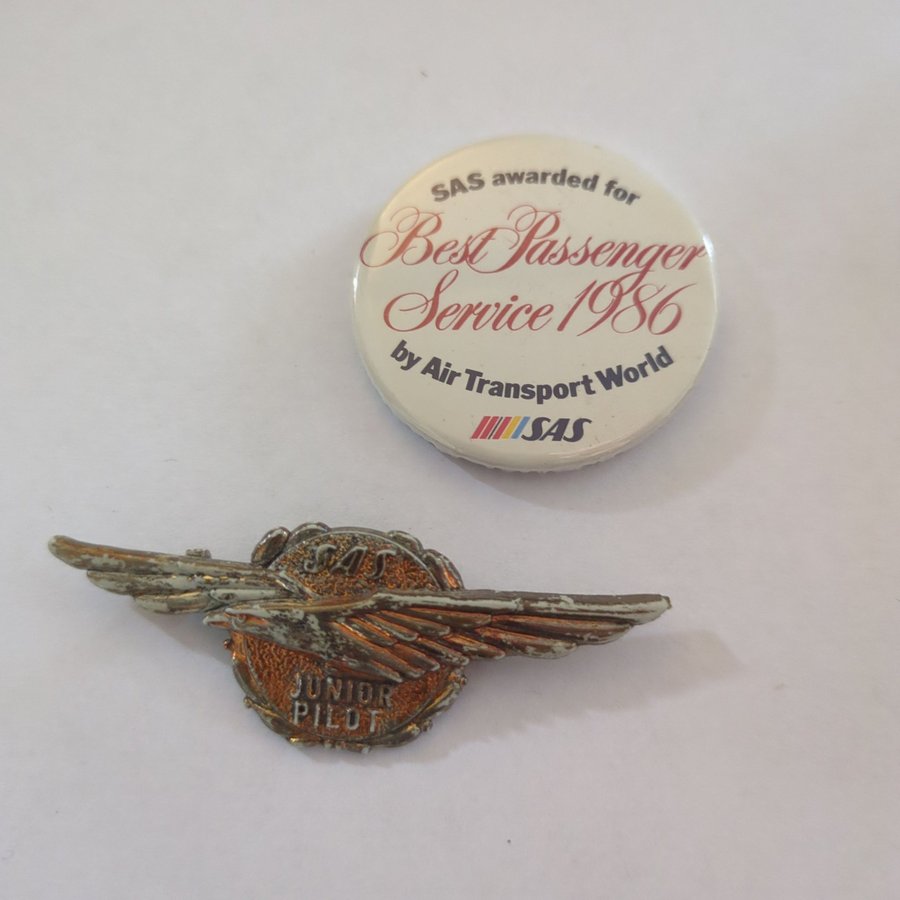 SAS awarded for
Best Passenger
Service 1986
by Air Transport World
SAS
SAS
JUNIOR
PILOT